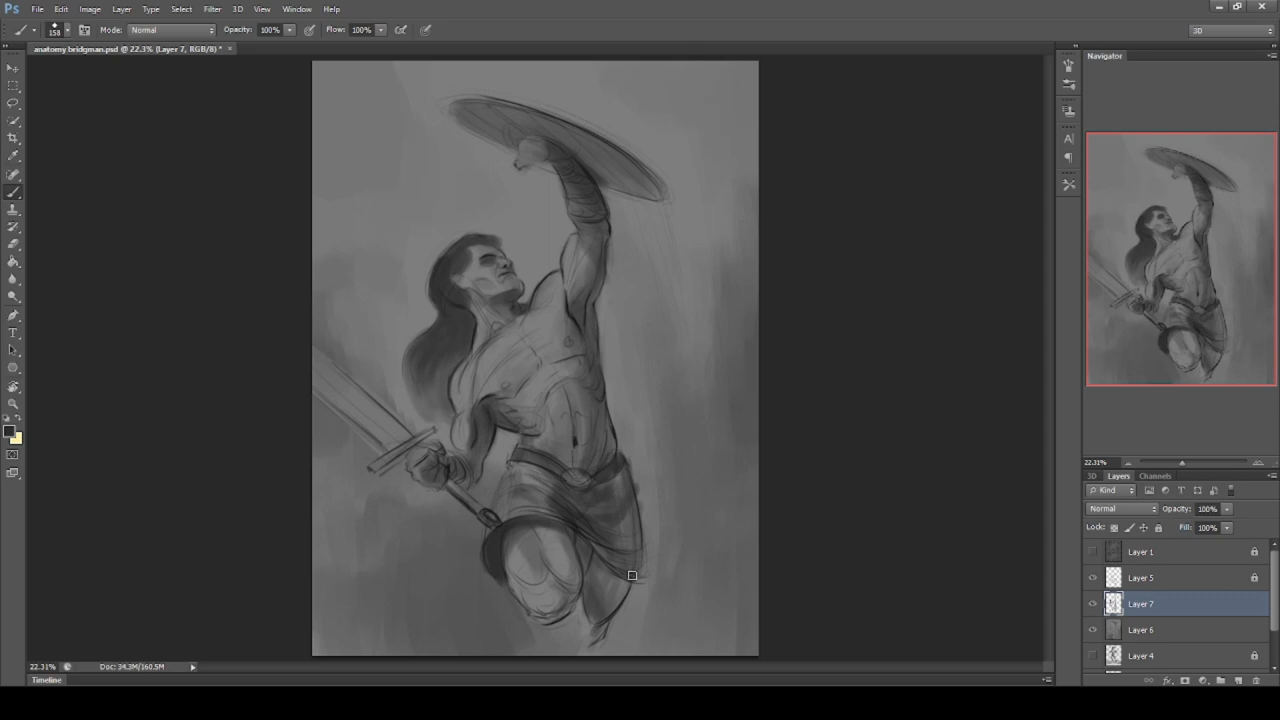 Ps File Edit Image Layer Type Select Filter 3D View Window Help
158 Mode: Normal Opacity: 100% Flow: 100% 3D
anatomy bridgman.psd @ 22.3% (Layer 7, RGB/8) * ×
Navigator
22.31%
3D Layers Channels
Kind
Normal Opacity: 100%
Lock: Fill: 100%
Layer 1
Layer 5
Layer 7
Layer 6
Layer 4
22.31% Doc: 34.3M/160.5M
Timeline